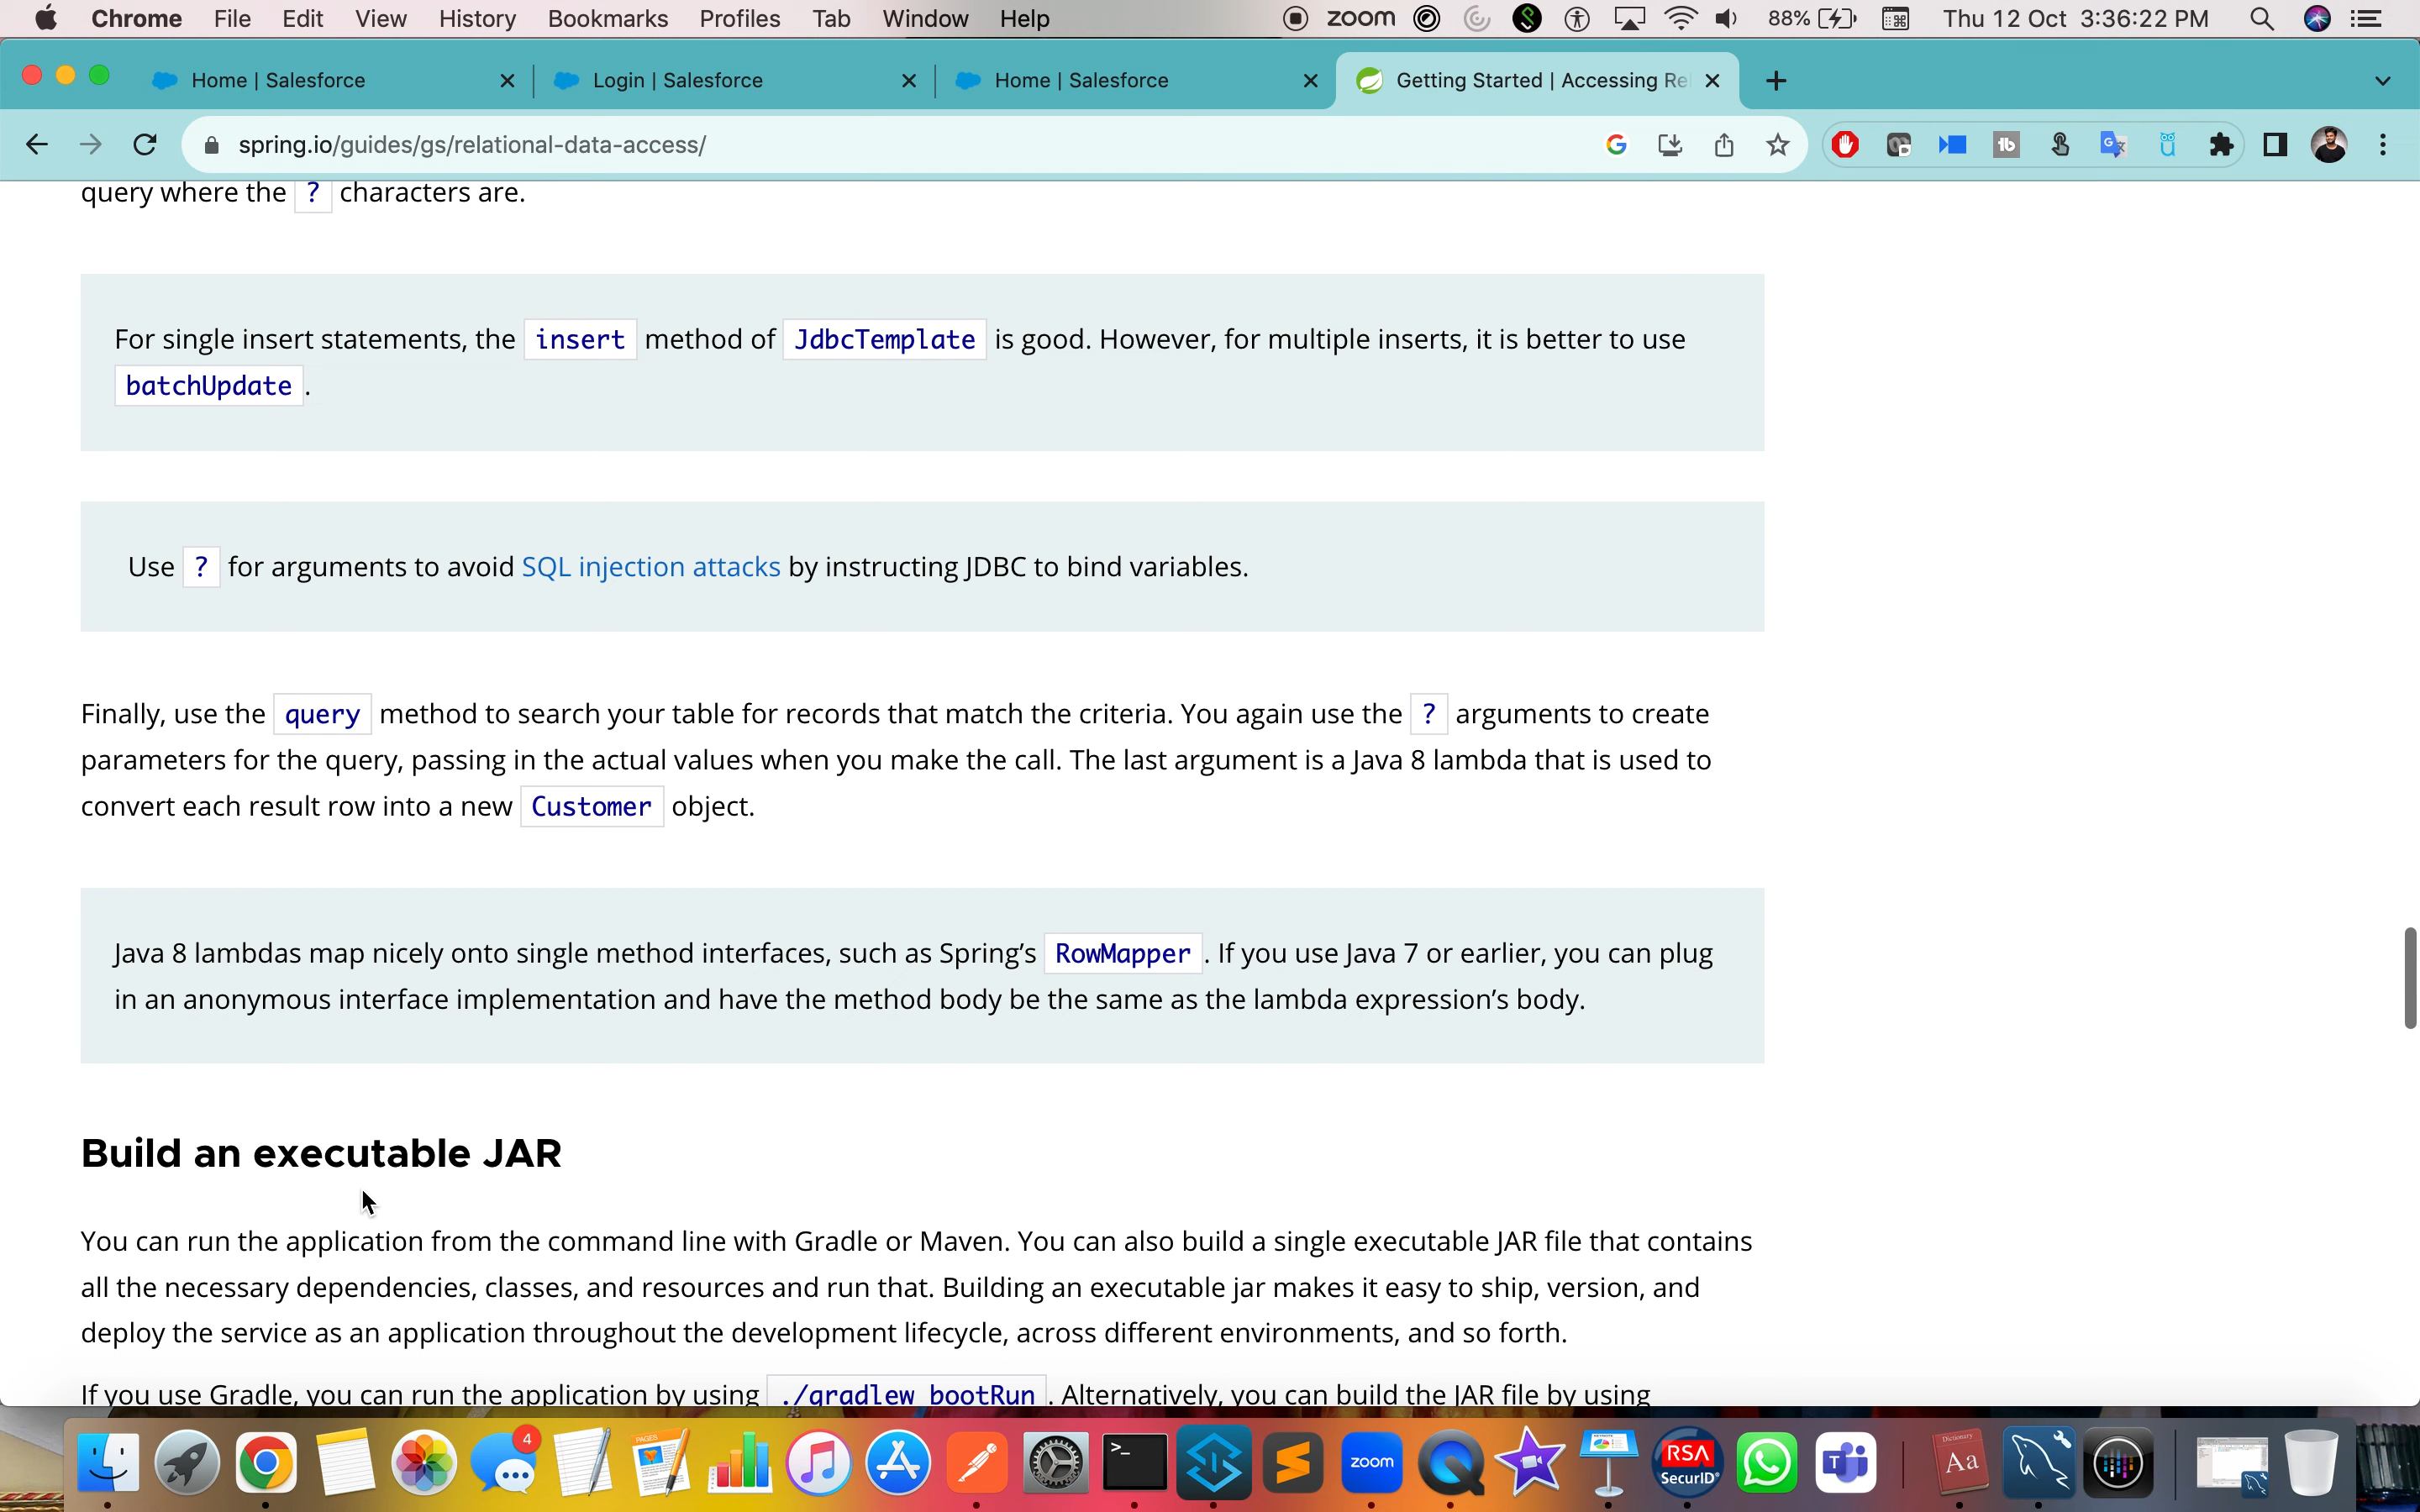 Chrome File Edit View History Bookmarks Profiles Tab Window Help zoom 88% Thu 12 Oct 3:36:22 PM
Home | Salesforce Login | Salesforce Home | Salesforce Getting Started | Accessing Re
spring.io/guides/gs/relational-data-access/
query where the ? characters are.
For single insert statements, the insert method of JdbcTemplate is good. However, for multiple inserts, it is better to use
batchUpdate .
Use ? for arguments to avoid SQL injection attacks by instructing JDBC to bind variables.
Finally, use the query method to search your table for records that match the criteria. You again use the ? arguments to create
parameters for the query, passing in the actual values when you make the call. The last argument is a Java 8 lambda that is used to
convert each result row into a new Customer object.
Java 8 lambdas map nicely onto single method interfaces, such as Spring’s RowMapper . If you use Java 7 or earlier, you can plug
in an anonymous interface implementation and have the method body be the same as the lambda expression’s body.
Build an executable JAR
You can run the application from the command line with Gradle or Maven. You can also build a single executable JAR file that contains
all the necessary dependencies, classes, and resources and run that. Building an executable jar makes it easy to ship, version, and
deploy the service as an application throughout the development lifecycle, across different environments, and so forth.
If you use Gradle, you can run the application by using ./gradlew bootRun . Alternatively, you can build the JAR file by using
4
PAGES
zoom
RSA
SecurID
T
Dictionary
Aa